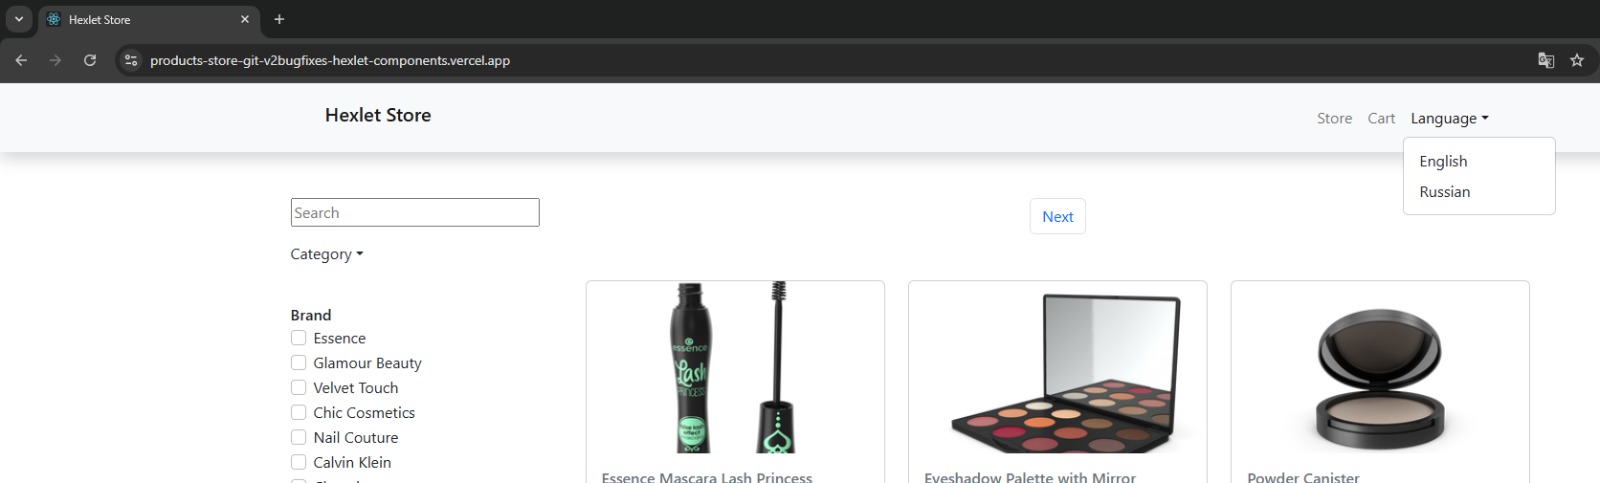 Hexlet Store
products-store-git-v2bugfixes-hexlet-components.vercel.app
Hexlet Store
Store Cart Language
English
Russian
Search
Next
Category
Brand
Essence
Glamour Beauty
Velvet Touch
Chic Cosmetics
Nail Couture
Calvin Klein
essence
Lash
PRINCESS
Essence Mascara Lash Princess
Eyeshadow Palette with Mirror
Powder Canister